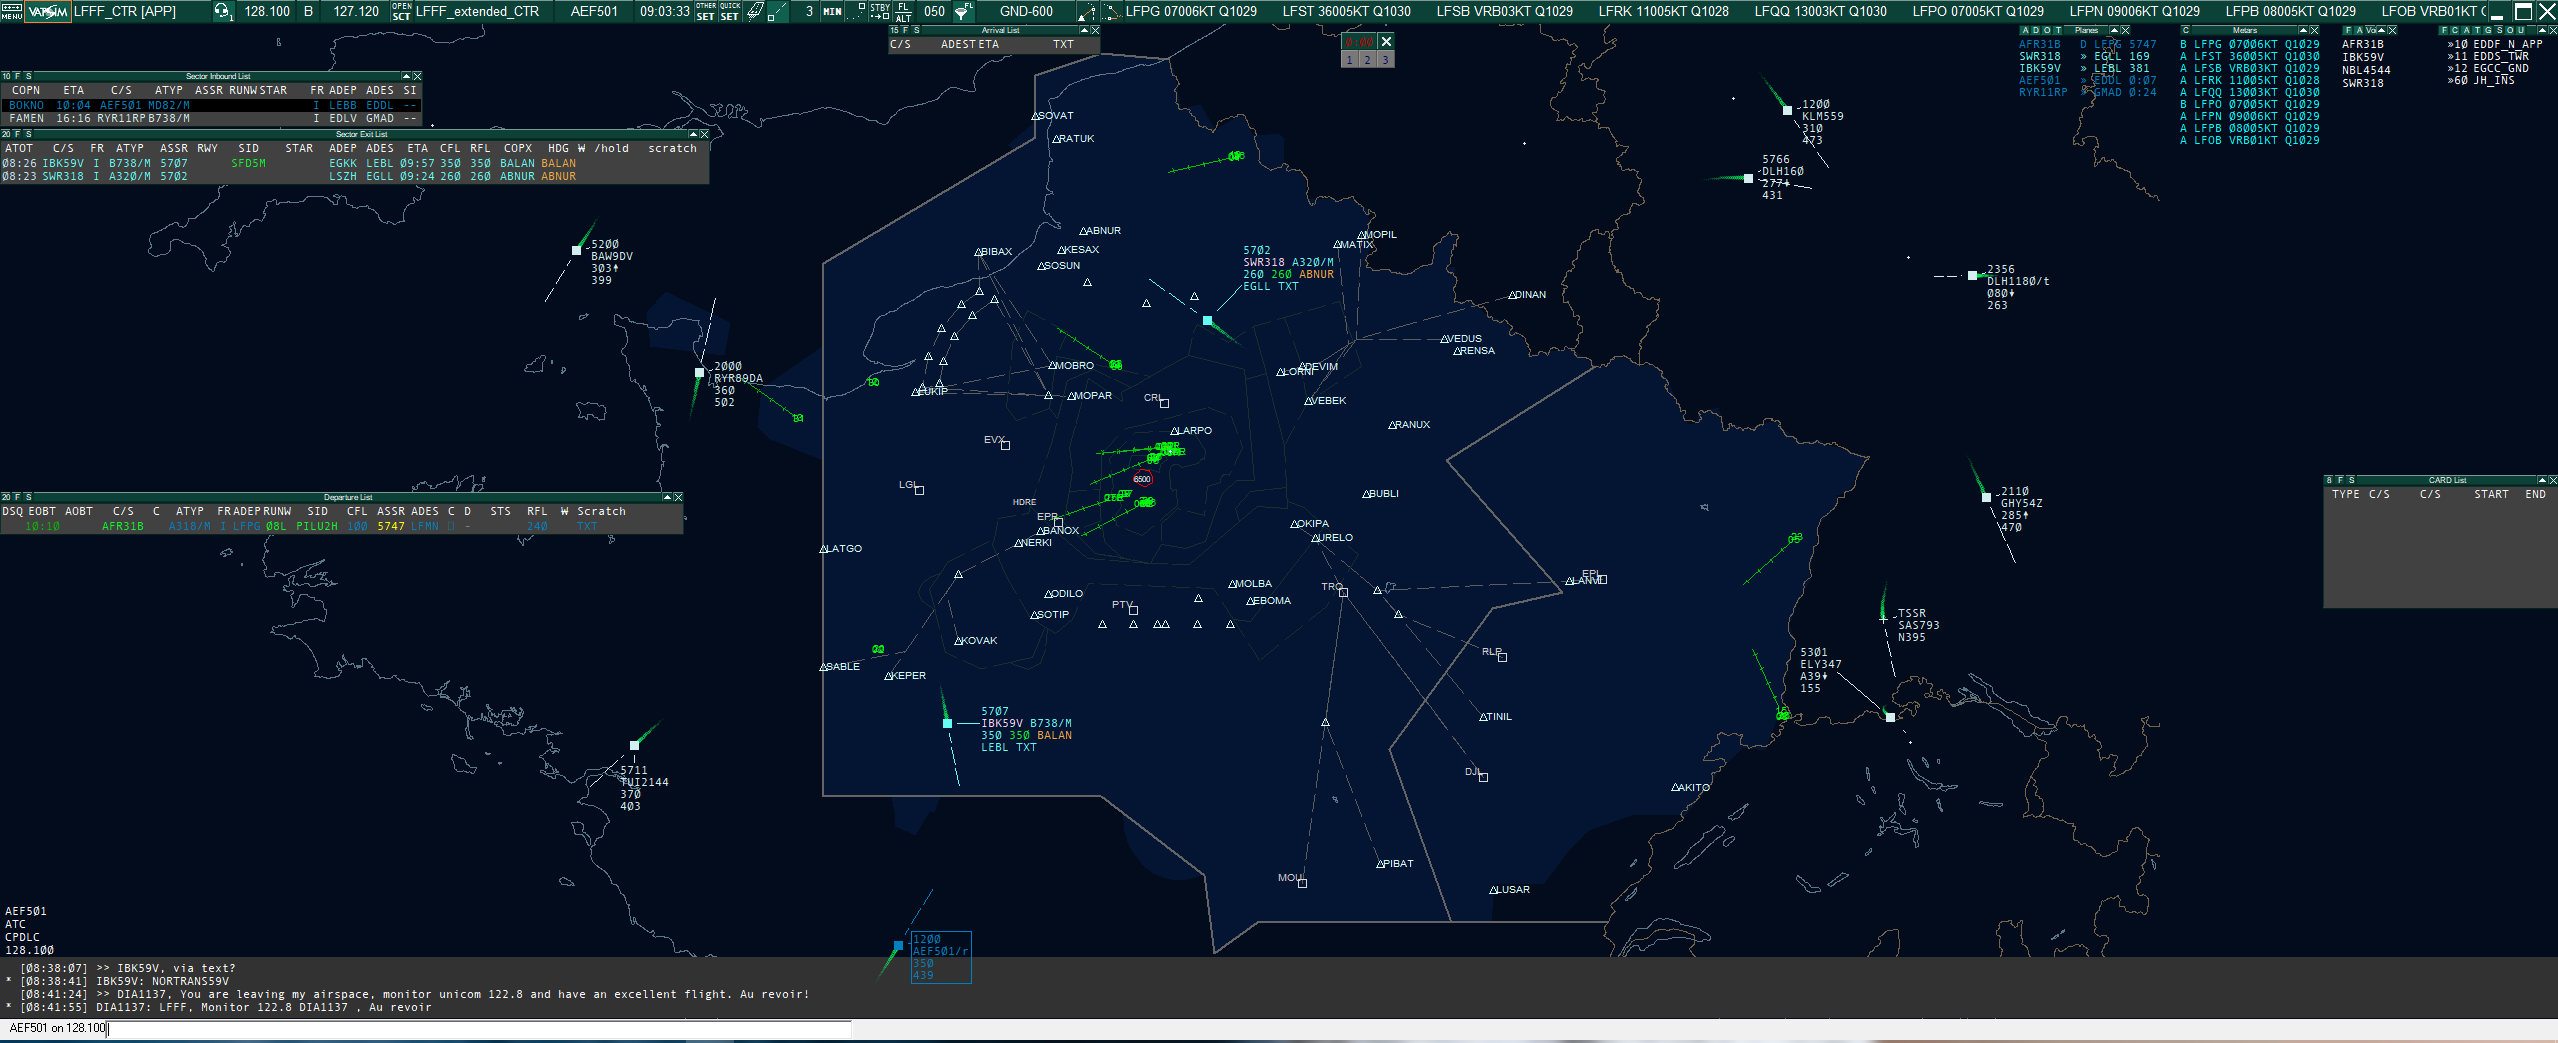 MENU VATSIM LFFF_CTR [APP] 128.100 B 127.120 OPEN SCT LFFF_extended_CTR AEF501 09:03:33 OTHER SET QUICK SET 3 MIN STBY FL ALT 050 FL GND-600 LFPG 07006KT Q1029 LFST 36005KT Q1030 LFSB VRB03KT Q1029 LFRK 11005KT Q1028 LFQQ 13003KT Q1030 LFPO 07005KT Q1029 LFPN 09006KT Q1029 LFPB 08005KT Q1029 LFOB VRB01KT
15 F S Arrival List
C/S ADEST ETA TXT
0:00
1 2 3
A D O T Planes
AFR31B D LFPG 5747
SWR318 » EGLL 169
IBK59V » LEBL 381
AEF501 » EDDL 0:07
RYR11RP » GMAD 0:24
C Metars
B LFPG 07006KT Q1029
A LFST 36005KT Q1030
A LFSB VRB03KT Q1029
A LFRK 11005KT Q1028
A LFQQ 13003KT Q1030
B LFPO 07005KT Q1029
A LFPN 09006KT Q1029
A LFPB 08005KT Q1029
A LFOB VRB01KT Q1029
F A Voi
AFR31B
IBK59V
NBL4544
SWR318
F C A T G S O U
»10 EDDF_N_APP
»11 EDDS_TWR
»12 EGCC_GND
»60 JH_INS
10 F S Sector Inbound List
COPN ETA C/S ATYP ASSR RUNW STAR FR ADEP ADES SI
BOKNO 10:04 AEF501 MD82/M I LEBB EDDL --
FAMEN 16:16 RYR11RP B738/M I EDLV GMAD --
20 F S Sector Exit List
ATOT C/S FR ATYP ASSR RWY SID STAR ADEP ADES ETA CFL RFL COPX HDG W /hold scratch
08:26 IBK59V I B738/M 5707 SFD5M EGKK LEBL 09:57 350 350 BALAN BALAN
08:23 SWR318 I A320/M 5702 LSZH EGLL 09:24 260 260 ABNUR ABNUR
20 F S Departure List
DSQ EOBT AOBT C/S C ATYP FR ADEP RUNW SID CFL ASSR ADES C D STS RFL W Scratch
10:10 AFR31B A318/M I LFPG 08L PILU2H 100 5747 LFMN - 240 TXT
8 F S CARD List
TYPE C/S C/S START END
1200
KLM559
310
473
5766
DLH160
277
431
5200
BAW9DV
303
399
2000
RYR89DA
360
502
5702
SWR318 A320/M
260 260 ABNUR
EGLL TXT
2356
DLH1180/t
080
263
2110
GHY54Z
285
470
TSSR
SAS793
N395
5301
ELY347
A39
155
5707
IBK59V B738/M
350 350 BALAN
LEBL TXT
5711
TUI2144
370
403
1200
AEF501/r
350
439
SOVAT
RATUK
ABNUR
BIBAX
KESAX
SOSUN
MOPIL
MATIX
DINAN
VEDUS
RENSA
MOBRO
LUKIP
MOPAR
CRL
LORNI
DEVIM
VEBEK
RANUX
LARPO
EVX
LGL
6500
HDRE
BUBLI
EPR
BANOX
NERKI
OKIPA
URELO
LATGO
MOLBA
EBOMA
TRO
LANVI
EPL
ODILO
PTV
SOTIP
KOVAK
SABLE
KEPER
RLP
TINIL
DJL
AKITO
MOU
PIBAT
LUSAR
AEF501
ATC
CPDLC
128.100
[08:38:07] >> IBK59V, via text?
* [08:38:41] IBK59V: NORTRANS59V
[08:41:24] >> DIA1137, You are leaving my airspace, monitor unicom 122.8 and have an excellent flight. Au revoir!
* [08:41:55] DIA1137: LFFF, Monitor 122.8 DIA1137 , Au revoir
AEF501 on 128.100